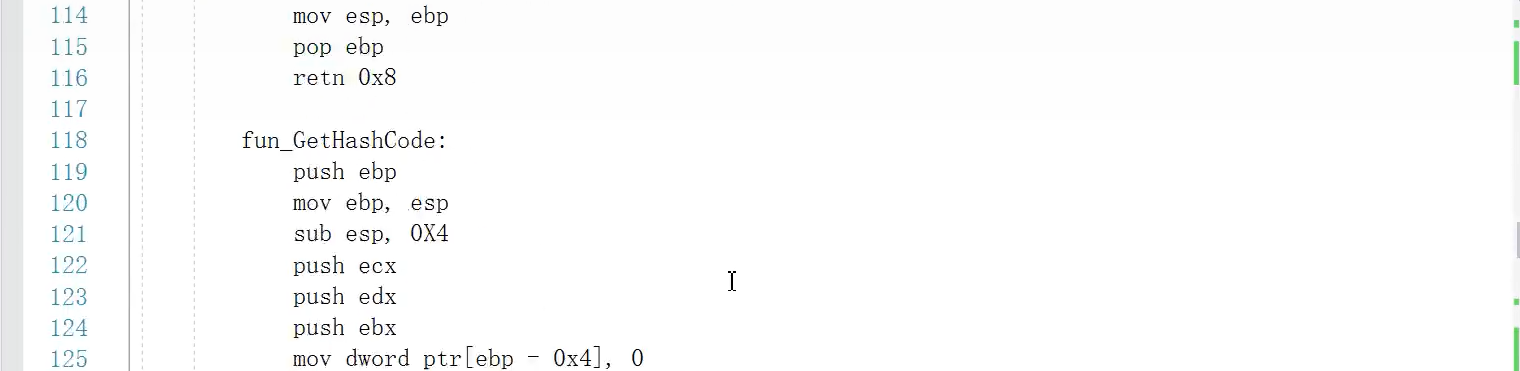 114 mov esp, ebp
115 pop ebp
116 retn 0x8
117
118 fun_GetHashCode:
119 push ebp
120 mov ebp, esp
121 sub esp, 0X4
122 push ecx
123 push edx
124 push ebx
125 mov dword ptr[ebp - 0x4], 0